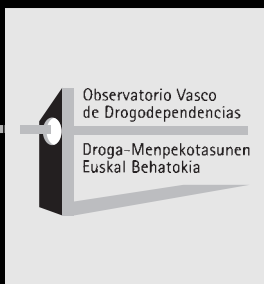 Observatorio Vasco
de Drogodependencias
Droga-Menpekotasunen
Euskal Behatokia